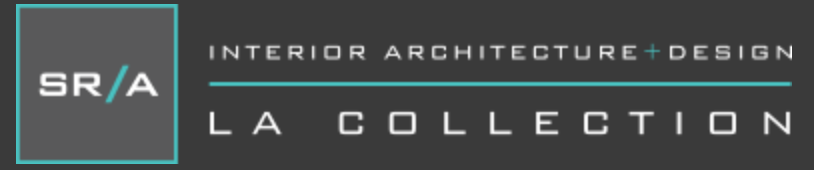 SR/A
INTERIOR ARCHITECTURE+DESIGN
LA COLLECTION